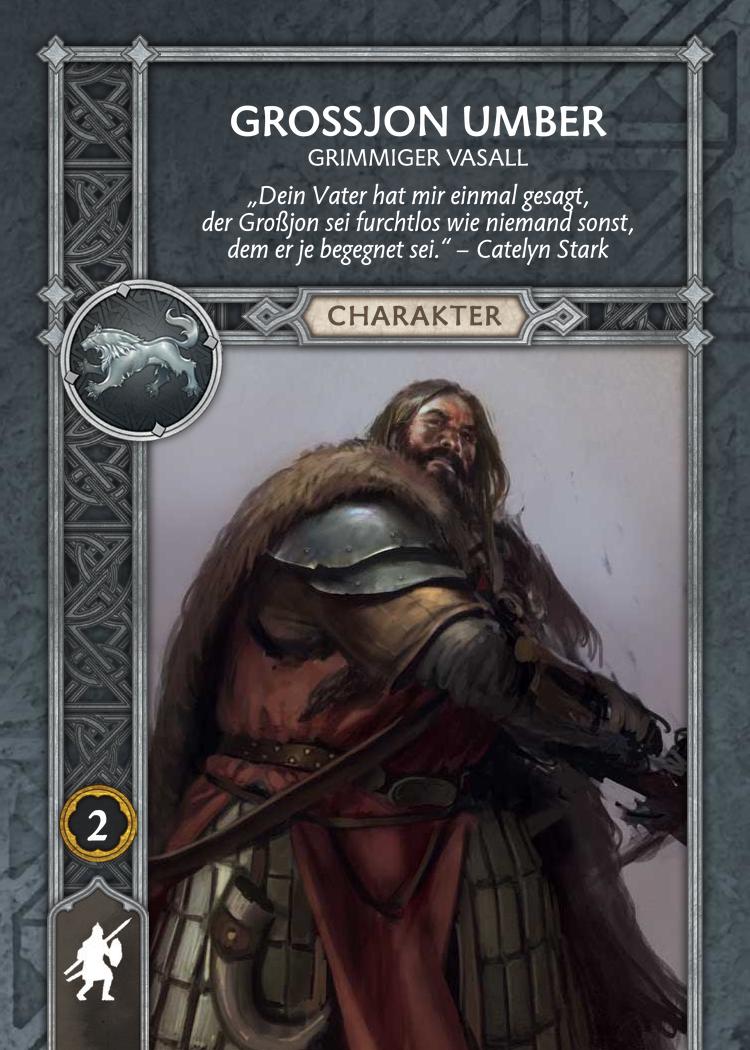 GROSSJON UMBER
GRIMMIGER VASALL
„Dein Vater hat mir einmal gesagt,
der Großjon sei furchtlos wie niemand sonst,
dem er je begegnet sei.“ – Catelyn Stark
CHARAKTER
2